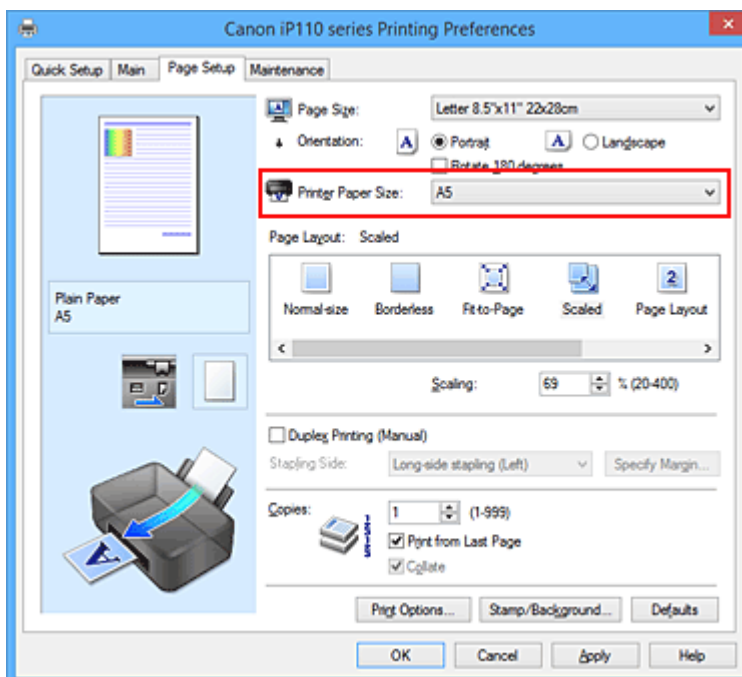 Canon iP110 series Printing Preferences
Quick Setup Main Page Setup Maintenance
Page Size: Letter 8.5"x11" 22x28cm
Orientation: A Portrait A Landscape
Rotate 180 degrees
Printer Paper Size: A5
Page Layout: Scaled
Normal-size Borderless Fit-to-Page Scaled 2 Page Layout
Plain Paper
A5
Scaling: 69 % (20-400)
Duplex Printing (Manual)
Stapling Side: Long-side stapling (Left) Specify Margin...
Copies: 1 (1-999)
Print from Last Page
Collate
A
Print Options... Stamp/Background... Defaults
OK Cancel Apply Help